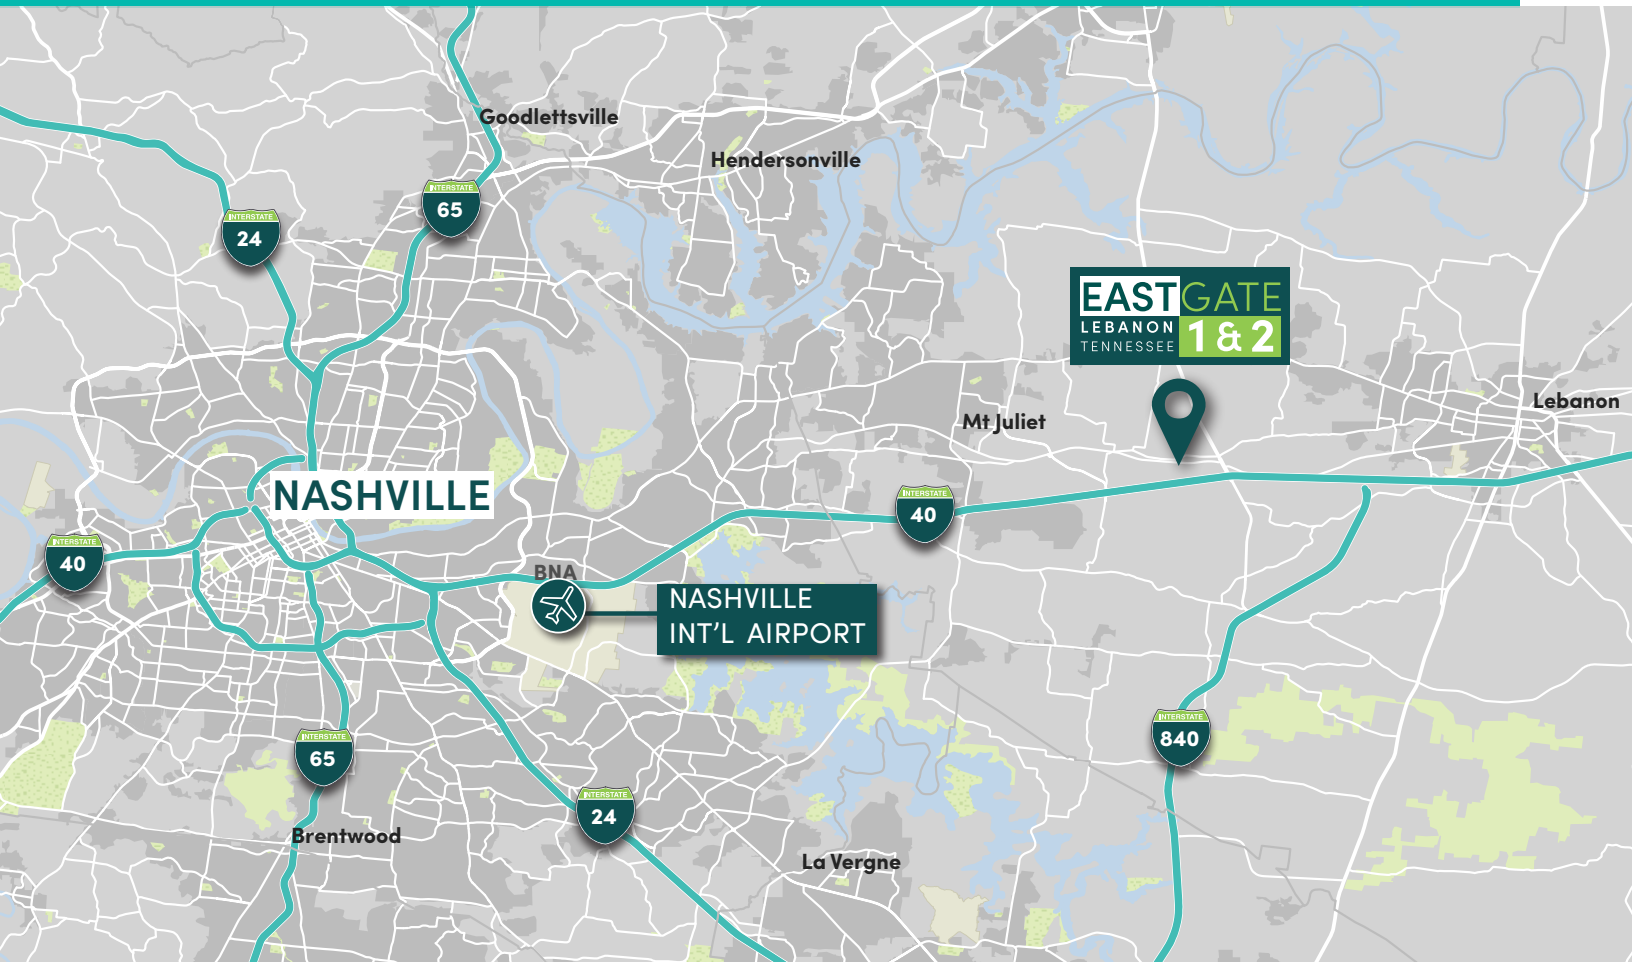 Goodlettsville
Hendersonville
INTERSTATE
65
INTERSTATE
24
EASTGATE
LEBANON
TENNESSEE
1 & 2
Lebanon
Mt Juliet
NASHVILLE
INTERSTATE
40
INTERSTATE
40
BNA
NASHVILLE
INT'L AIRPORT
INTERSTATE
65
INTERSTATE
840
INTERSTATE
24
Brentwood
La Vergne